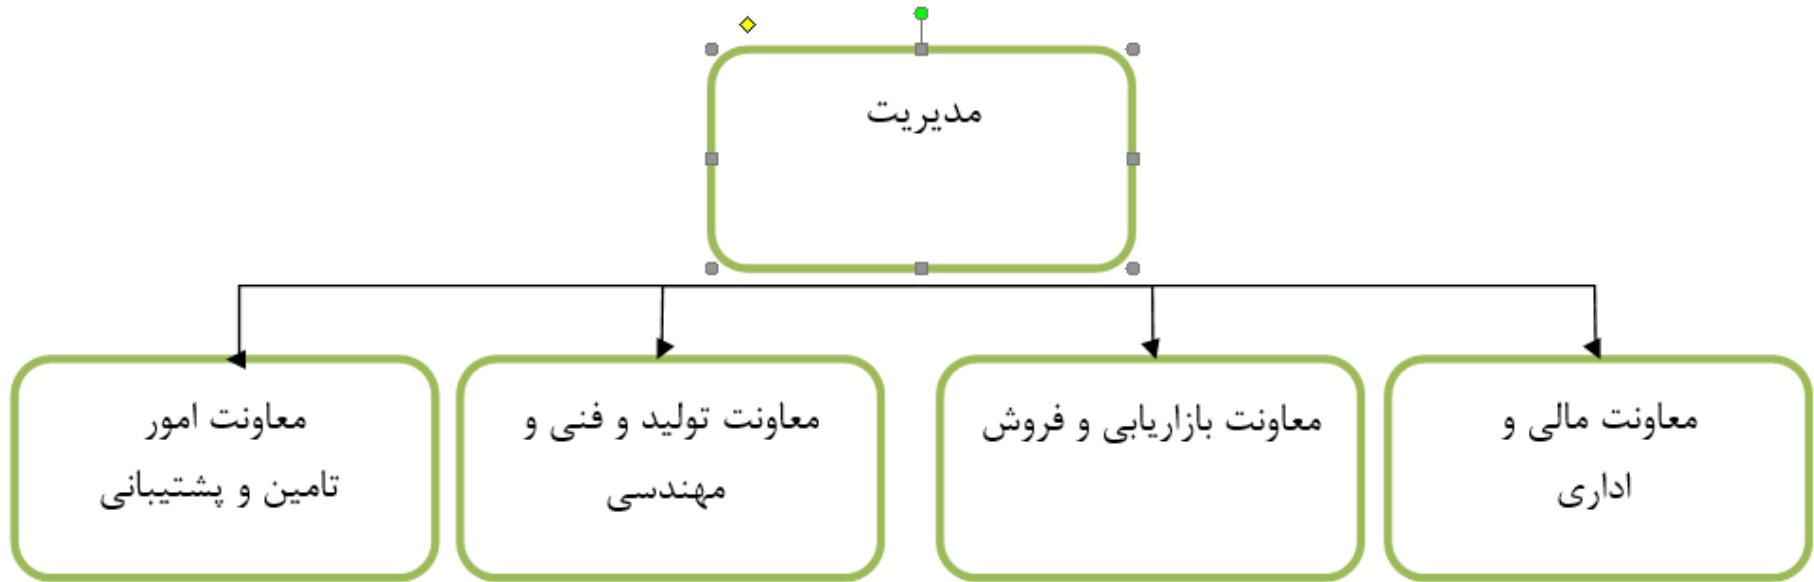 مدیریت
معاونت مالی و
اداری
معاونت بازاریابی و فروش
معاونت تولید و فنی و
مهندسی
معاونت امور
تامین و پشتیبانی